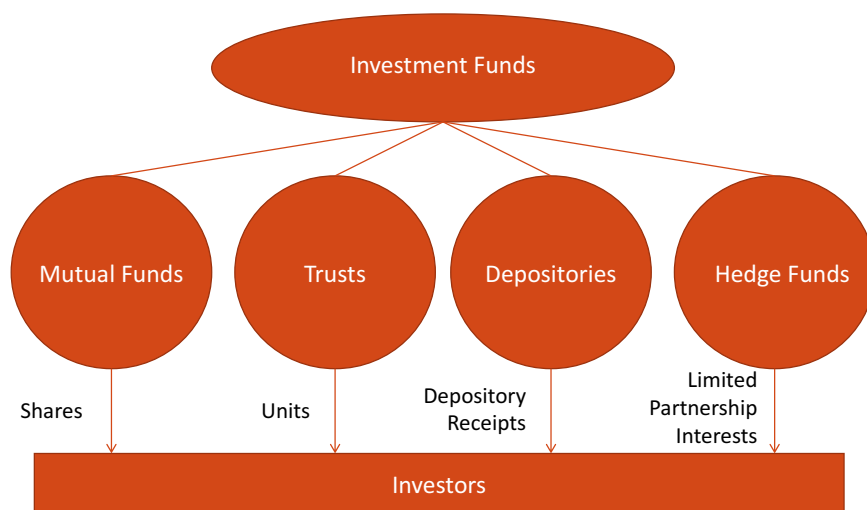 Investment Funds
Mutual Funds
Trusts
Depositories
Hedge Funds
Shares
Units
Depository
Receipts
Limited
Partnership
Interests
Investors